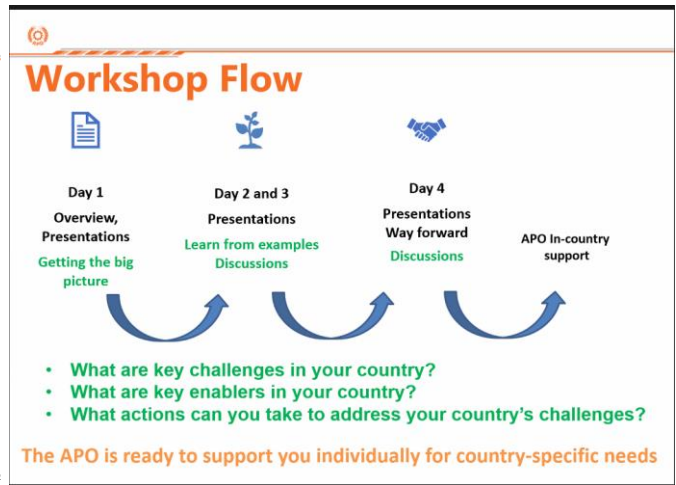 Workshop Flow
Day 1
Overview,
Presentations
Getting the big
picture
Day 2 and 3
Presentations
Learn from examples
Discussions
Day 4
Presentations
Way forward
Discussions
APO In-country
support
• What are key challenges in your country?
• What are key enablers in your country?
• What actions can you take to address your country's challenges?
The APO is ready to support you individually for country-specific needs